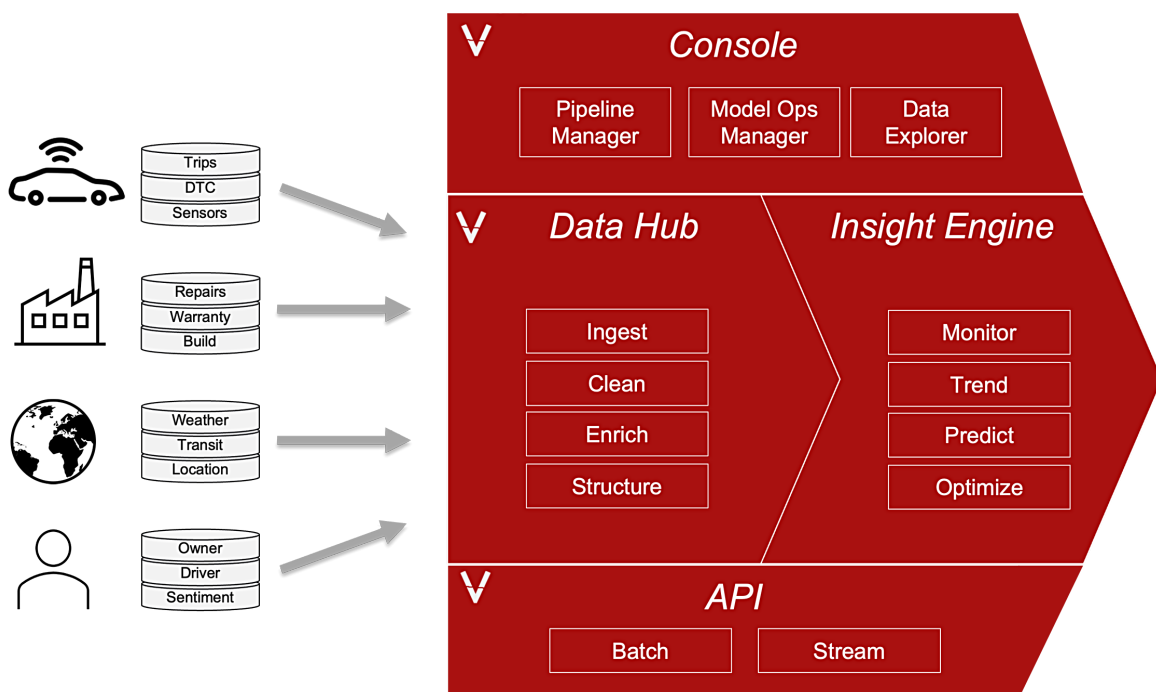 Console
Pipeline
Manager
Model Ops
Manager
Data
Explorer
Trips
DTC
Sensors
Repairs
Warranty
Build
Weather
Transit
Location
Owner
Driver
Sentiment
Data Hub
Ingest
Clean
Enrich
Structure
Insight Engine
Monitor
Trend
Predict
Optimize
API
Batch
Stream